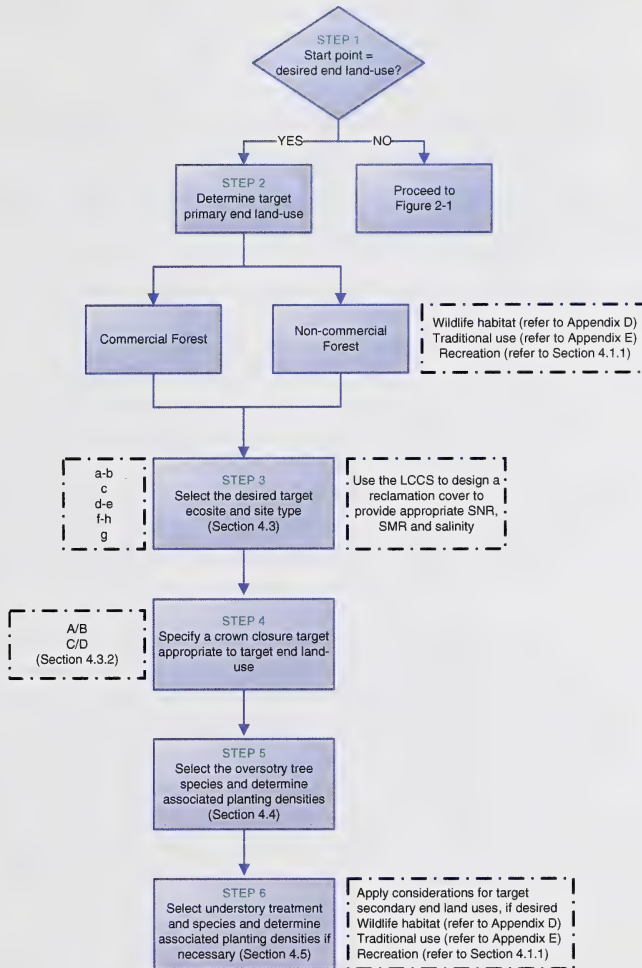 STEP 1
Start point =
desired end land-use?
YES
NO
STEP 2
Determine target
primary end land-use
Proceed to
Figure 2-1
Commercial Forest
Non-commercial
Forest
Wildlife habitat (refer to Appendix D)
Traditional use (refer to Appendix E)
Recreation (refer to Section 4.1.1)
a-b
c
d-e
f-h
g
STEP 3
Select the desired target
ecosite and site type
(Section 4.3)
Use the LCCS to design a
reclamation cover to
provide appropriate SNR,
SMR and salinity
A/B
C/D
(Section 4.3.2)
STEP 4
Specify a crown closure target
appropriate to target end land-
use
STEP 5
Select the oversotry tree
species and determine
associated planting densities
(Section 4.4)
STEP 6
Select understory treatment
and species and determine
associated planting densities if
necessary (Section 4.5)
Apply considerations for target
secondary end land uses, if desired
Wildlife habitat (refer to Appendix D)
Traditional use (refer to Appendix E)
Recreation (refer to Section 4.1.1)